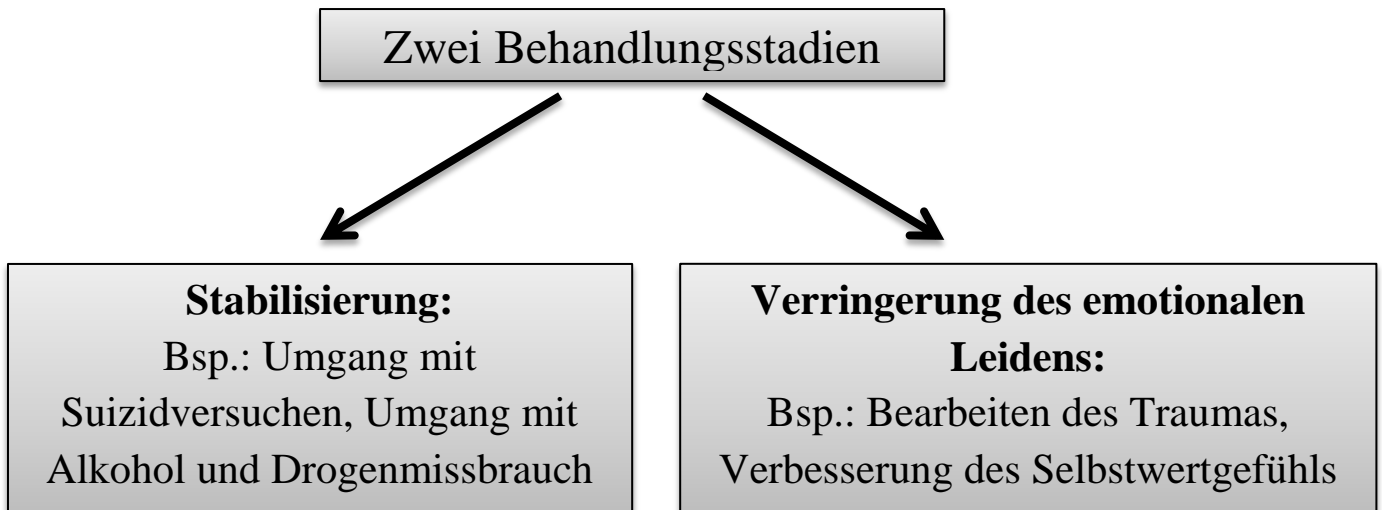 Zwei Behandlungsstadien
Stabilisierung:
Bsp.: Umgang mit
Suizidversuchen, Umgang mit
Alkohol und Drogenmissbrauch
Verringerung des emotionalen
Leidens:
Bsp.: Bearbeiten des Traumas,
Verbesserung des Selbstwertgefühls